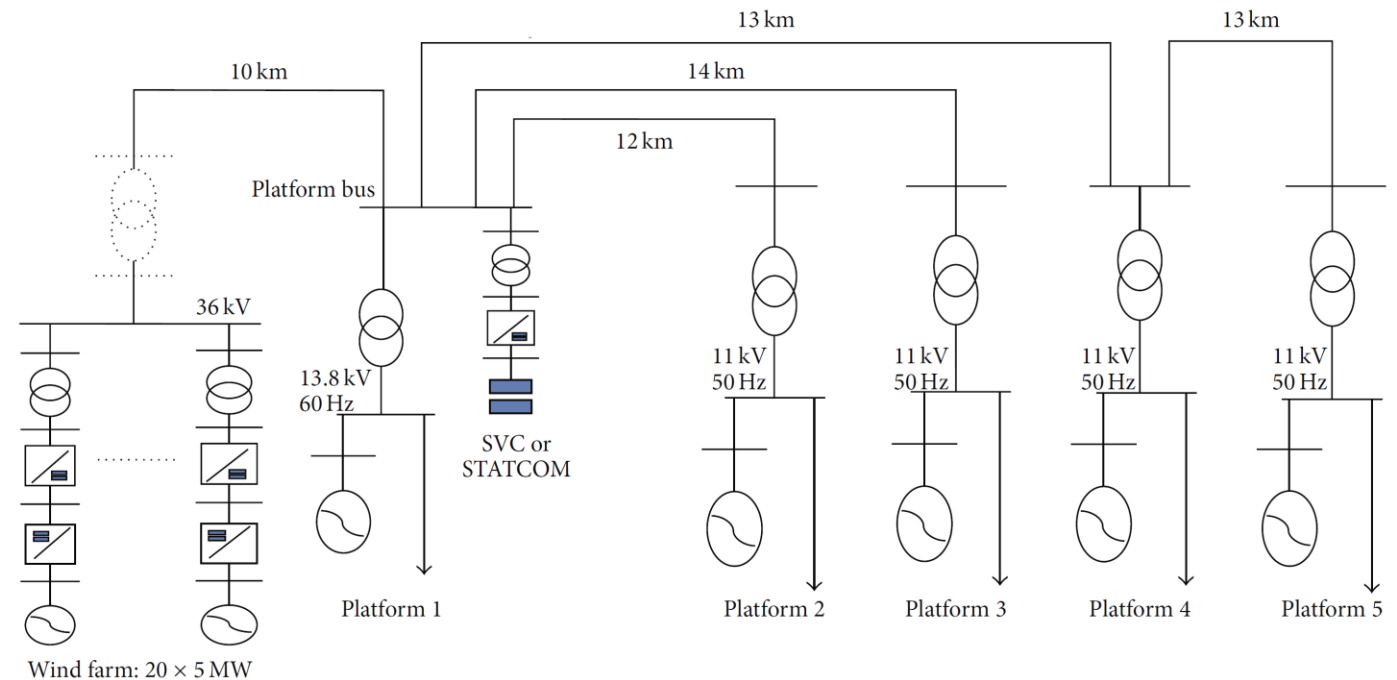 13 km
13 km
10 km
14 km
12 km
Platform bus
36 kV
13.8 kV
60 Hz
SVC or
STATCOM
11 kV
50 Hz
11 kV
50 Hz
11 kV
50 Hz
11 kV
50 Hz
Platform 1
Platform 2
Platform 3
Platform 4
Platform 5
Wind farm: 20 × 5 MW